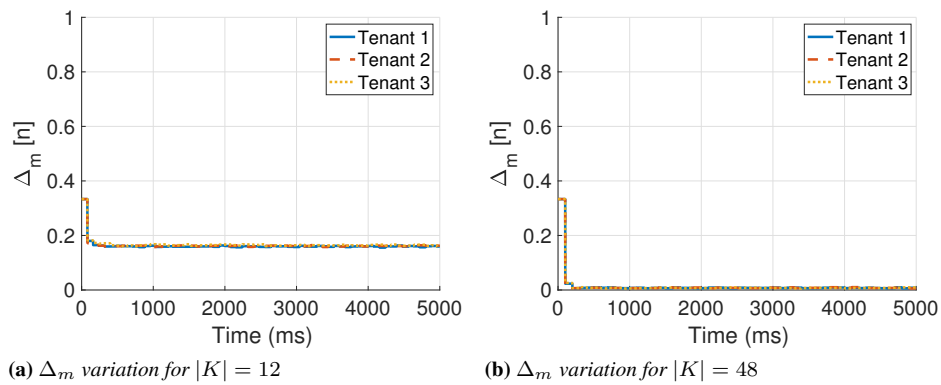 1
0.8
0.6
0.4
0.2
0
Δm [n]
Tenant 1
Tenant 2
Tenant 3
0 1000 2000 3000 4000 5000
Time (ms)
(a) Δm variation for |K| = 12
1
0.8
0.6
0.4
0.2
0
Δm [n]
Tenant 1
Tenant 2
Tenant 3
0 1000 2000 3000 4000 5000
Time (ms)
(b) Δm variation for |K| = 48